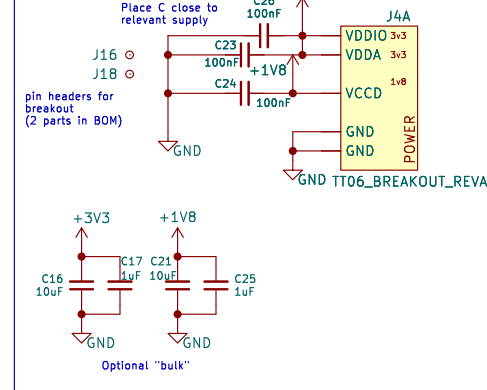 Place C close to
relevant supply
C26
100nF
J4A
VDDIO 3v3
C23
100nF
VDDA 3v3
J16
J18
+1V8
1v8
C24
100nF
VCCD
pin headers for
breakout
(2 parts in BOM)
GND
GND
POWER
GND
GND
TT06_BREAKOUT_REVA
+3V3
+1V8
C16
10uF
C17
1uF
C21
10uF
C25
1uF
GND
GND
Optional "bulk"